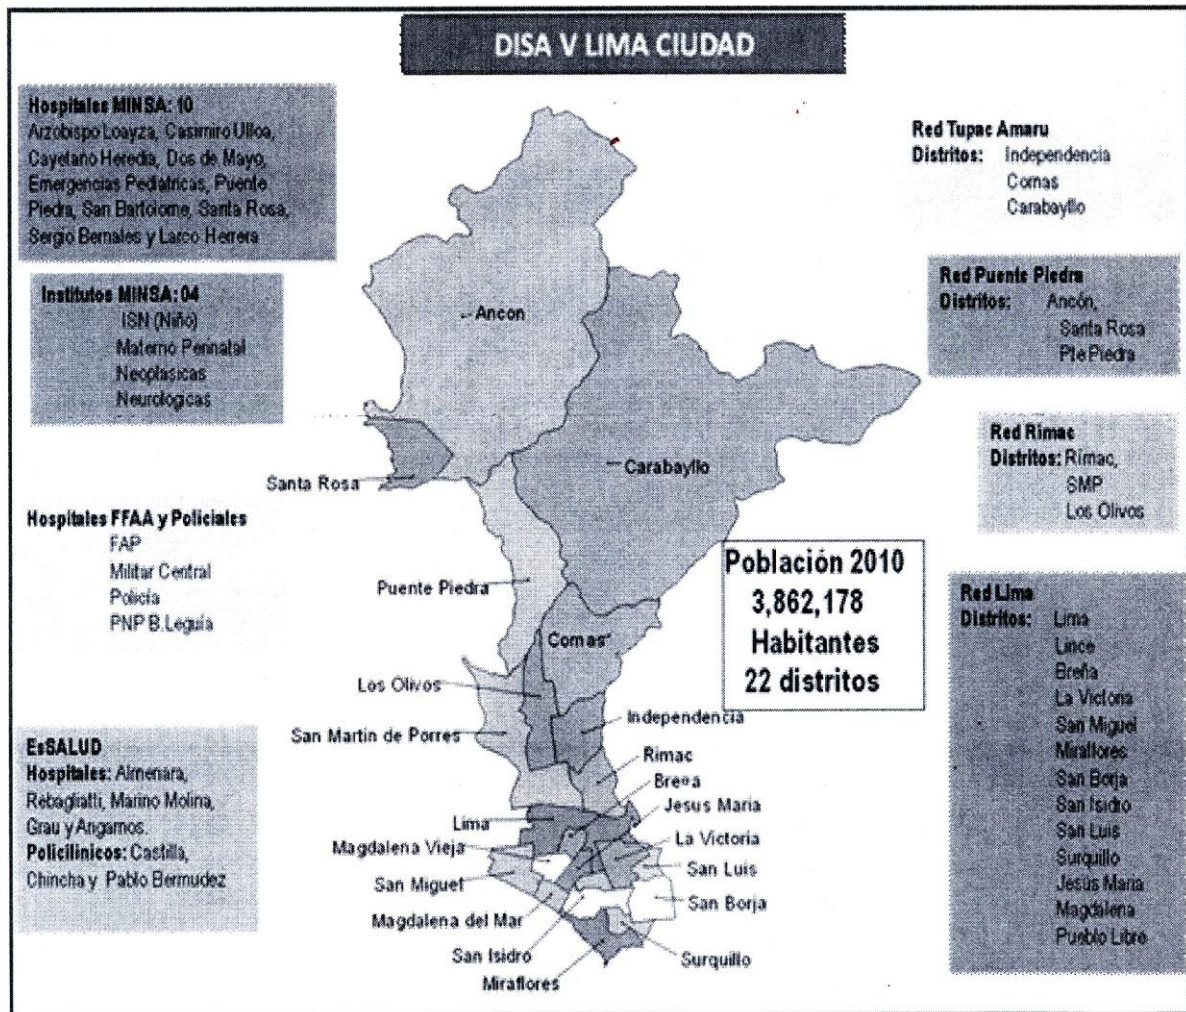 DISA V LIMA CIUDAD
Hospitales MINSA: 10
Arzobispo Loayza, Casimiro Ulloa,
Cayetano Heredia, Dos de Mayo,
Emergencias Pediatricas, Puente
Piedra, San Bartolome, Santa Rosa,
Sergio Bernales y Larco Herrera
Institutos MINSA: 04
ISN (Niño)
Materno Perinatal
Neoplasicas
Neurologicas
Hospitales FFAA y Policiales
FAP
Militar Central
Policía
PNP B.Leguía
EsSALUD
Hospitales: Almenara,
Rebagliatti, Marino Molina,
Grau y Angamos.
Policilinicos: Castilla,
Chincha y Pablo Bermudez
Ancon
Carabayllo
Santa Rosa
Puente Piedra
Comas
Los Olivos
Independencia
San Martin de Porres
Rimac
Breña
Jesus Maria
Lima
La Victoria
Magdalena Vieja
San Luis
San Miguel
San Borja
Magdalena del Mar
San Isidro
Surquillo
Miraflores
Población 2010
3,862,178
Habitantes
22 distritos
Red Tupac Amaru
Distritos: Independencia
Comas
Carabayllo
Red Puente Piedra
Distritos: Ancón,
Santa Rosa
Pte Piedra
Red Rimac
Distritos: Rimac,
SMP
Los Olivos
Red Lima
Distritos: Lima
Lince
Breña
La Victoria
San Miguel
Miraflores
San Borja
San Isidro
San Luis
Surquillo
Jesús Maria
Magdalena
Pueblo Libre